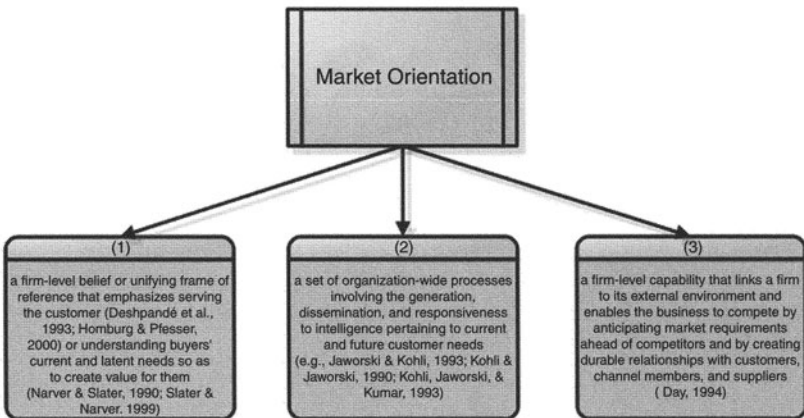 Market Orientation
(1)
a firm-level belief or unifying frame of
reference that emphasizes serving
the customer (Deshpandé et al.,
1993; Homburg & Pfesser,
2000) or understanding buyers'
current and latent needs so as
to create value for them
(Narver & Slater, 1990; Slater &
Narver. 1999)
(2)
a set of organization-wide processes
involving the generation,
dissemination, and responsiveness
to intelligence pertaining to current
and future customer needs
(e.g., Jaworski & Kohli, 1993; Kohli &
Jaworski, 1990; Kohli, Jaworski, &
Kumar, 1993)
(3)
a firm-level capability that links a firm
to its external environment and
enables the business to compete by
anticipating market requirements
ahead of competitors and by creating
durable relationships with customers,
channel members, and suppliers
( Day, 1994)